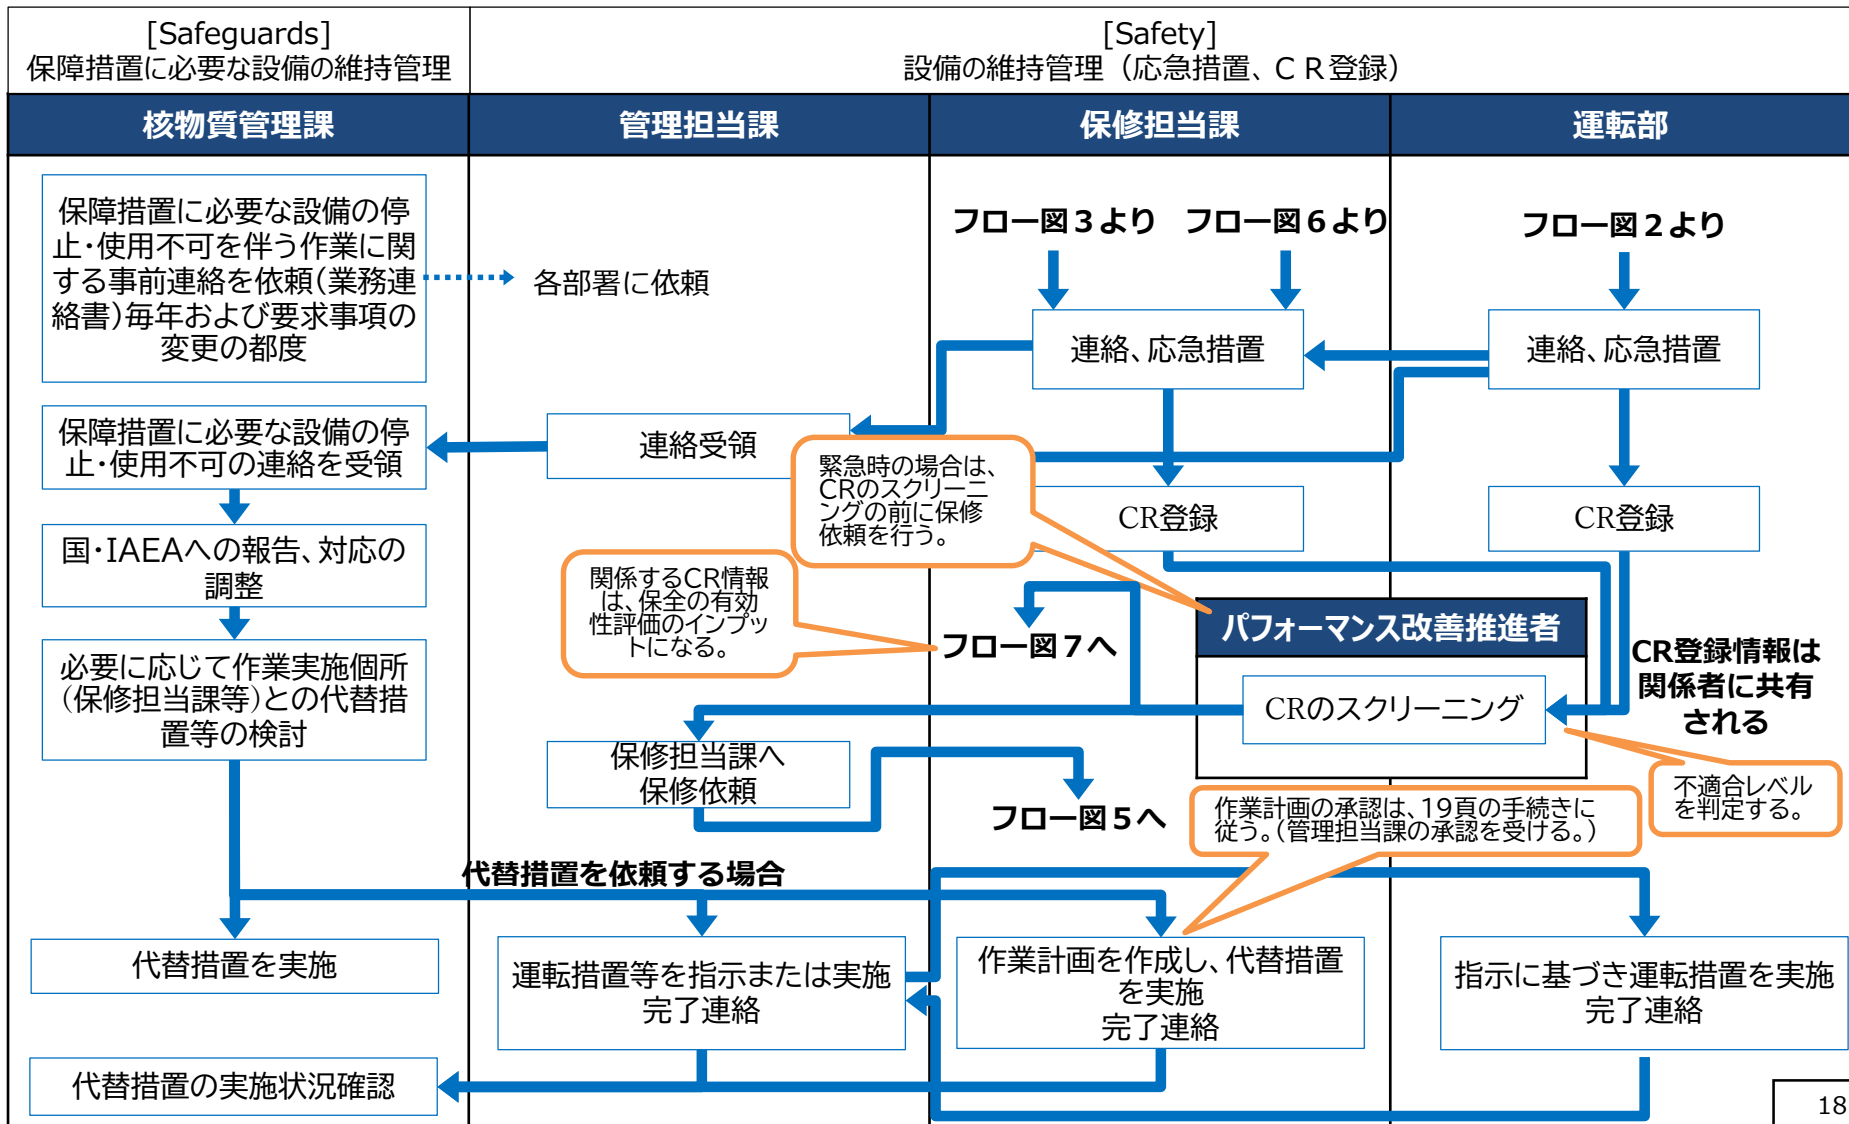 [Safeguards]
保障措置に必要な設備の維持管理
[Safety]
設備の維持管理（応急措置、ＣＲ登録）
核物質管理課
管理担当課
保修担当課
運転部
保障措置に必要な設備の停
止・使用不可を伴う作業に関
する事前連絡を依頼(業務連
絡書)毎年および要求事項の
変更の都度
各部署に依頼
フロー図３より
フロー図６より
フロー図２より
連絡、応急措置
連絡、応急措置
保障措置に必要な設備の停
止・使用不可の連絡を受領
連絡受領
緊急時の場合は、
CRのスクリーニ
ングの前に保修
依頼を行う。
CR登録
CR登録
国・IAEAへの報告、対応の
調整
関係するCR情報
は、保全の有効
性評価のインプッ
トになる。
フロー図７へ
パフォーマンス改善推進者
CRのスクリーニング
CR登録情報は
関係者に共有
される
必要に応じて作業実施個所
(保修担当課等)との代替措
置等の検討
保修担当課へ
保修依頼
フロー図５へ
不適合レベル
を判定する。
作業計画の承認は、19頁の手続きに
従う。(管理担当課の承認を受ける。)
代替措置を依頼する場合
代替措置を実施
運転措置等を指示または実施
完了連絡
作業計画を作成し、代替措置
を実施
完了連絡
指示に基づき運転措置を実施
完了連絡
代替措置の実施状況確認
18